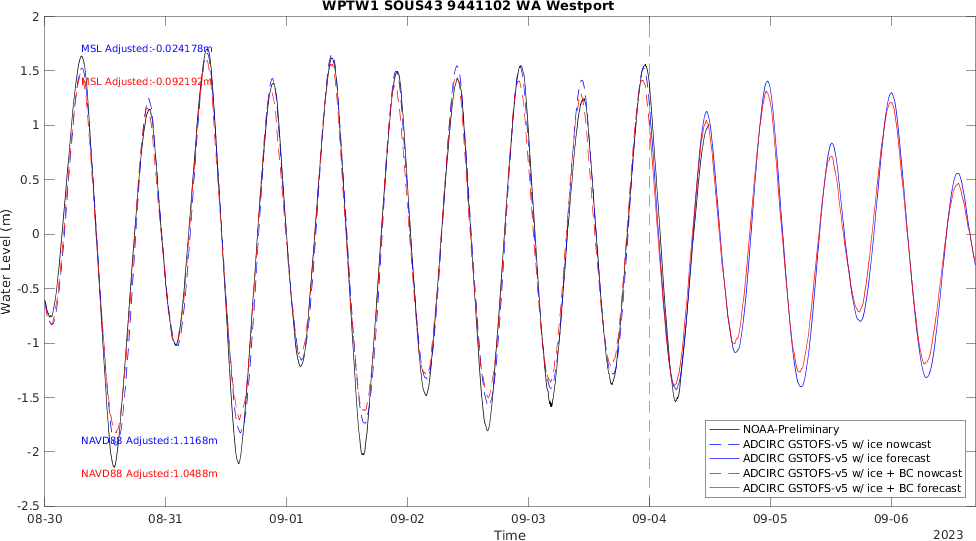 WPTW1 SOUS43 9441102 WA Westport
MSL Adjusted:-0.024178m
MSL Adjusted:-0.092192m
NAVD88 Adjusted:1.1168m
NAVD88 Adjusted:1.0488m
Water Level (m)
2
1.5
1
0.5
0
-0.5
-1
-1.5
-2
-2.5
NOAA-Preliminary
ADCIRC GSTOFS-v5 w/ ice nowcast
ADCIRC GSTOFS-v5 w/ ice forecast
ADCIRC GSTOFS-v5 w/ ice + BC nowcast
ADCIRC GSTOFS-v5 w/ ice + BC forecast
08-30 08-31 09-01 09-02 09-03 09-04 09-05 09-06
Time
2023